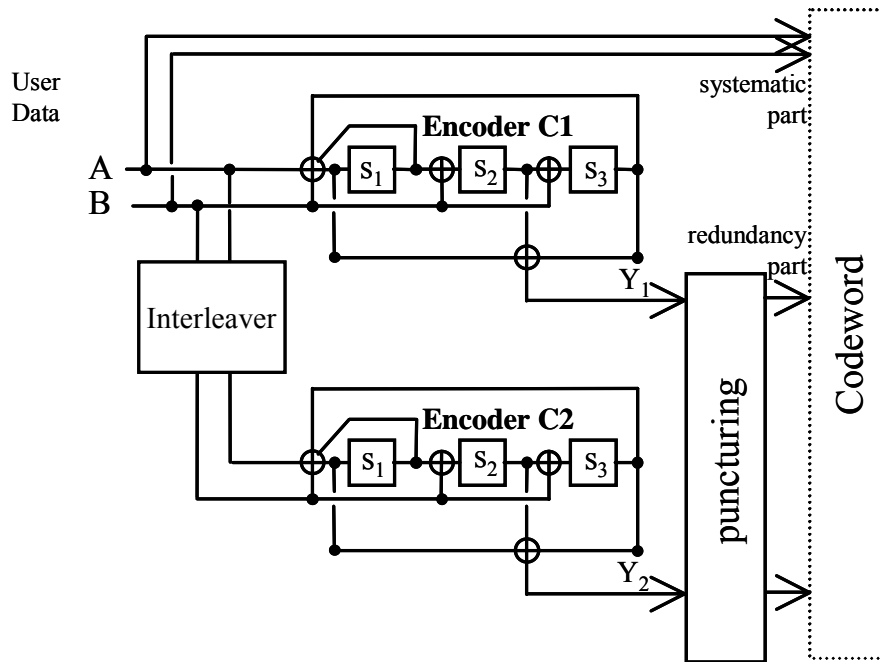 User
Data
systematic
part
Encoder C1
A
S1
S2
S3
B
redundancy
part
Y1
Interleaver
Codeword
puncturing
Encoder C2
S1
S2
S3
Y2